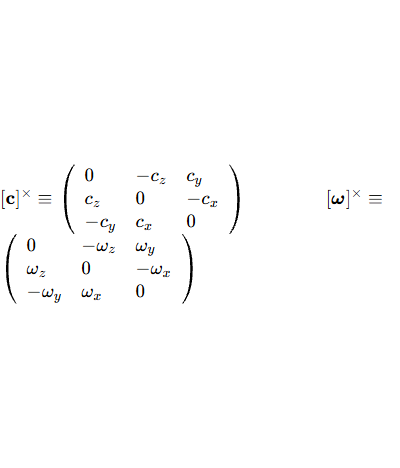 [𝐜]^× ≡ ( 0 −c_z c_y
c_z 0 −c_x
−c_y c_x 0 ) [𝝎]^× ≡
( 0 −ω_z ω_y
ω_z 0 −ω_x
−ω_y ω_x 0 )